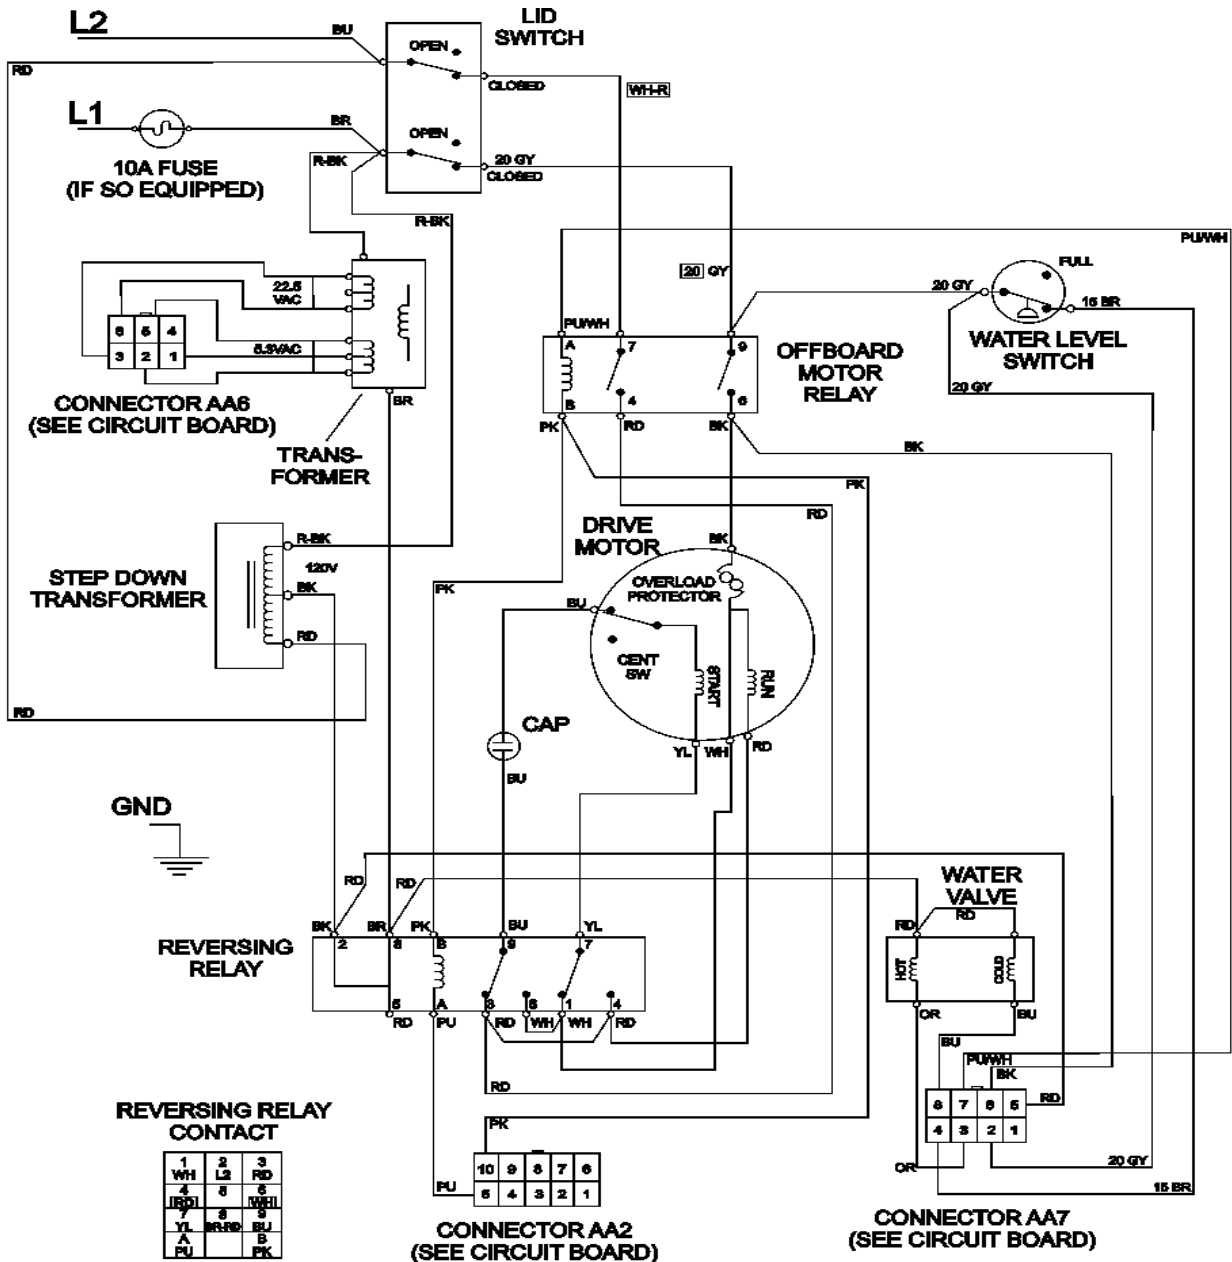 L2
BU
LID
SWITCH
OPEN
RD
CLOSED
WH-R
L1
BR
OPEN
R-BK
20 GY
CLOSED
10A FUSE
(IF SO EQUIPPED)
R-BK
PU/WH
20 GY
FULL
22.5
VAC
20 GY
15 BR
PU/WH
6 5 4
3 2 1
5.3VAC
A
7
9
OFFBOARD
MOTOR
RELAY
WATER LEVEL
SWITCH
20 GY
CONNECTOR AA6
(SEE CIRCUIT BOARD)
BR
B
4
6
PK
RD
BK
BK
TRANS-
FORMER
PK
RD
DRIVE
MOTOR
BK
R-BK
120V
STEP DOWN
TRANSFORMER
BK
RD
PK
OVERLOAD
PROTECTOR
BU
CENT
SW
START
RUN
RD
CAP
YL
WH
RD
BU
GND
RD
RD
WATER
VALVE
RD
RD
BK
BR
PK
BU
YL
REVERSING
RELAY
2
8
B
9
7
HOT
COLD
5
A
3
6
1
4
RD
PU
RD
WH
WH
RD
OR
BU
BU
PU/WH
BK
RD
RD
REVERSING RELAY
CONTACT
8 7 6 5
4 3 2 1
PK
1 2 3
WH L2 RD
4 5 6
RD WH
7 8 9
YL BR-RD BU
A B
PU PK
10 9 8 7 6
5 4 3 2 1
PU
OR
20 GY
15 BR
CONNECTOR AA2
(SEE CIRCUIT BOARD)
CONNECTOR AA7
(SEE CIRCUIT BOARD)